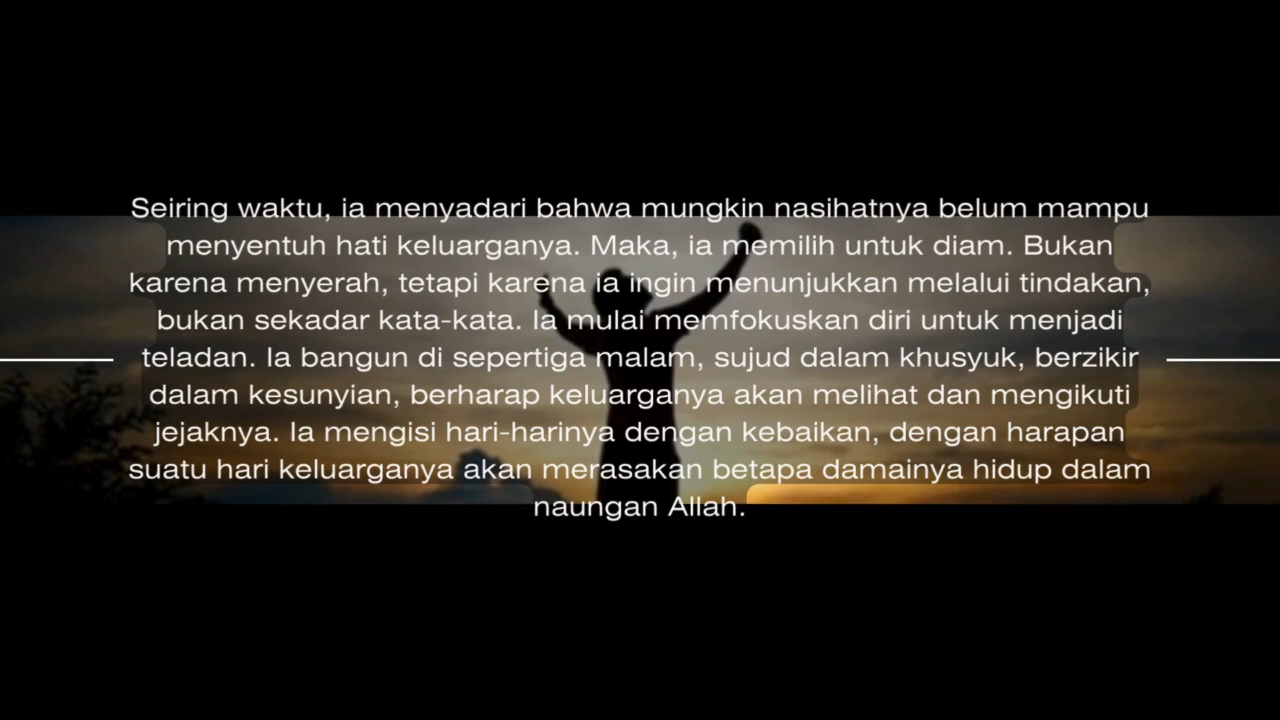 Seiring waktu, ia menyadari bahwa mungkin nasihatnya belum mampu
menyentuh hati keluarganya. Maka, ia memilih untuk diam. Bukan
karena menyerah, tetapi karena ia ingin menunjukkan melalui tindakan,
bukan sekadar kata-kata. Ia mulai memfokuskan diri untuk menjadi
teladan. Ia bangun di sepertiga malam, sujud dalam khusyuk, berzikir
dalam kesunyian, berharap keluarganya akan melihat dan mengikuti
jejaknya. Ia mengisi hari-harinya dengan kebaikan, dengan harapan
suatu hari keluarganya akan merasakan betapa damainya hidup dalam
naungan Allah.